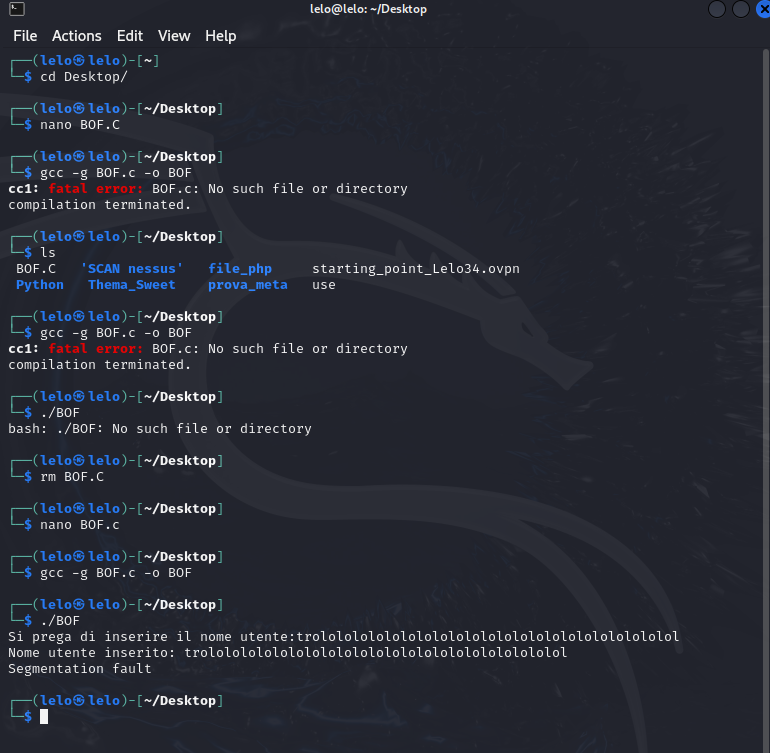 lelo@lelo: ~/Desktop
File Actions Edit View Help
┌──(lelo㉿lelo)-[~]
└─$ cd Desktop/
┌──(lelo㉿lelo)-[~/Desktop]
└─$ nano BOF.C
┌──(lelo㉿lelo)-[~/Desktop]
└─$ gcc -g BOF.c -o BOF
cc1: fatal error: BOF.c: No such file or directory
compilation terminated.
┌──(lelo㉿lelo)-[~/Desktop]
└─$ ls
BOF.C 'SCAN nessus' file_php starting_point_Lelo34.ovpn
Python Thema_Sweet prova_meta use
┌──(lelo㉿lelo)-[~/Desktop]
└─$ gcc -g BOF.c -o BOF
cc1: fatal error: BOF.c: No such file or directory
compilation terminated.
┌──(lelo㉿lelo)-[~/Desktop]
└─$ ./BOF
bash: ./BOF: No such file or directory
┌──(lelo㉿lelo)-[~/Desktop]
└─$ rm BOF.C
┌──(lelo㉿lelo)-[~/Desktop]
└─$ nano BOF.c
┌──(lelo㉿lelo)-[~/Desktop]
└─$ gcc -g BOF.c -o BOF
┌──(lelo㉿lelo)-[~/Desktop]
└─$ ./BOF
Si prega di inserire il nome utente:trololololololololololololololololololololololol
Nome utente inserito: trololololololololololololololololololololololol
Segmentation fault
┌──(lelo㉿lelo)-[~/Desktop]
└─$